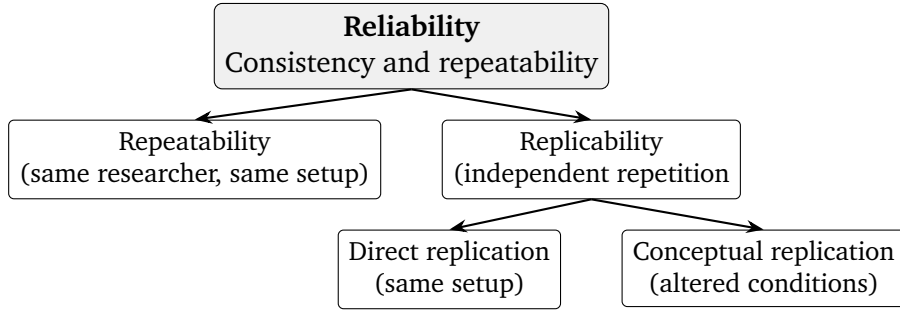 Reliability
Consistency and repeatability
Repeatability
(same researcher, same setup)
Replicability
(independent repetition
Direct replication
(same setup)
Conceptual replication
(altered conditions)